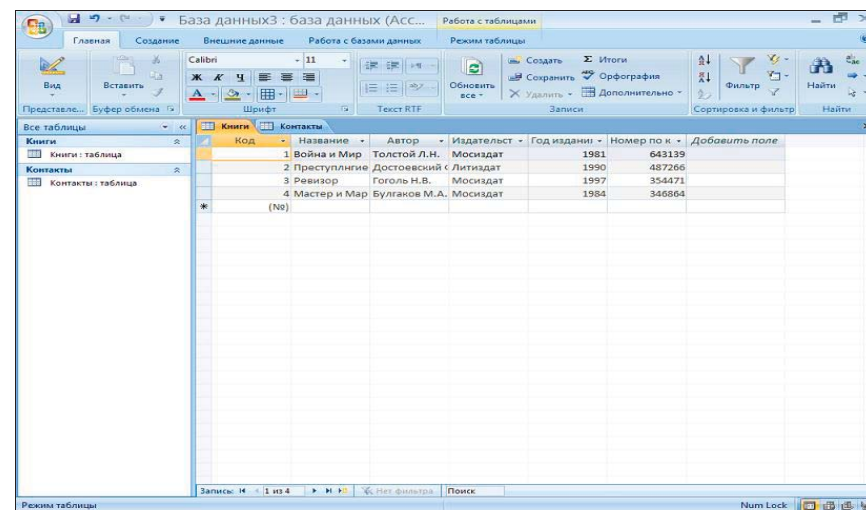 База данных3 : база данных (Acc... Работа с таблицами
Главная Создание Внешние данные Работа с базами данных Режим таблицы
Вид Вставить Calibri 11 Обновить все Создать Сохранить Удалить Итоги Орфография Дополнительно Фильтр Найти
Ж К Ч
Представле... Буфер обмена Шрифт Текст RTF Записи Сортировка и фильтр Найти
Все таблицы Книги Контакты
Книги Код Название Автор Издательст Год издани Номер по к Добавить поле
Книги : таблица 1 Война и Мир Толстой Л.Н. Мосиздат 1981 643139
Контакты 2 Преступлнгие Достоевский Литиздат 1990 487266
Контакты : таблица 3 Ревизор Гоголь Н.В. Мосиздат 1997 354471
4 Мастер и Мар Булгаков М.А. Мосиздат 1984 346864
* (№)
Запись: 1 из 4 Нет фильтра Поиск
Режим таблицы Num Lock